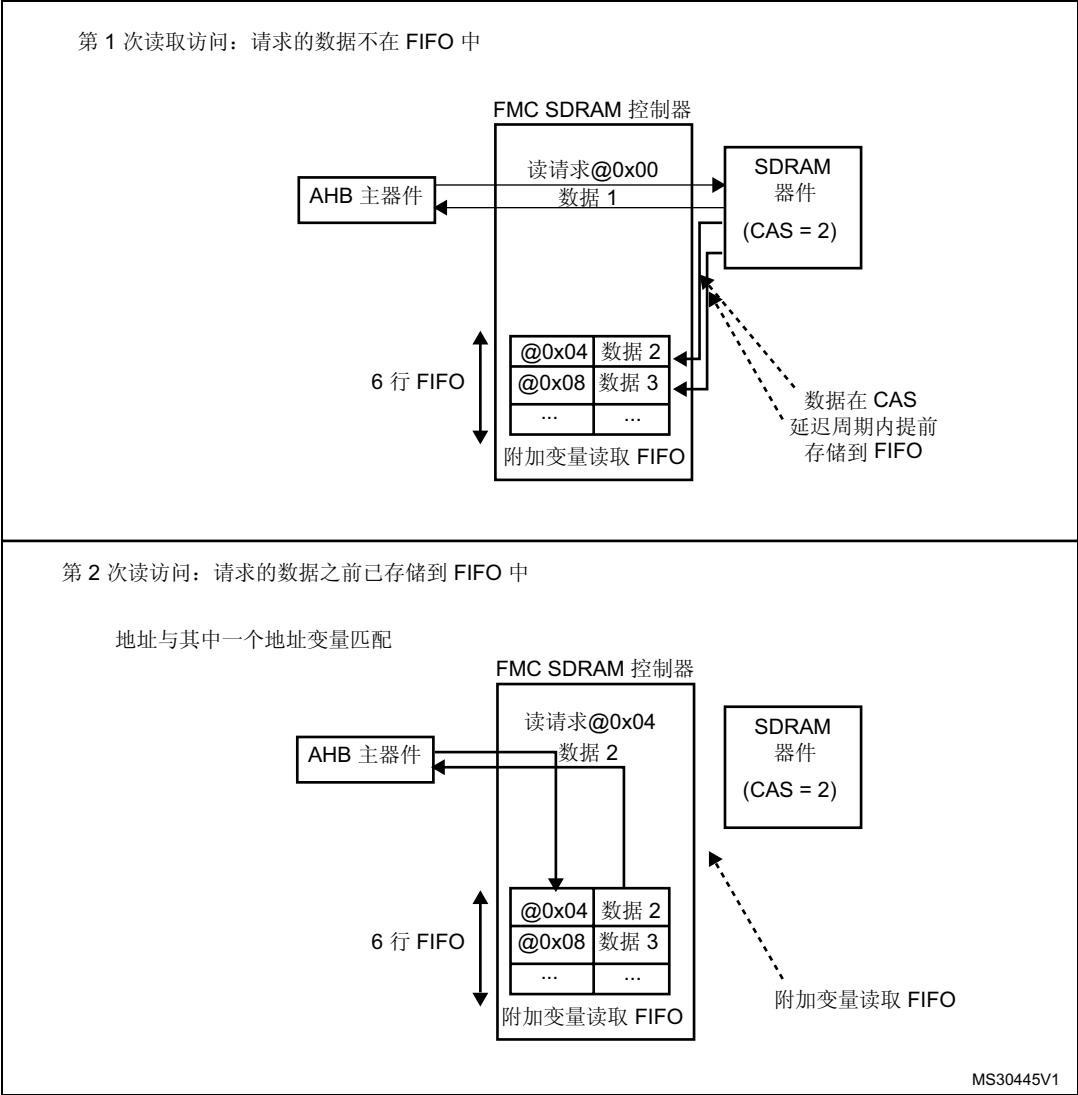 第 1 次读取访问：请求的数据不在 FIFO 中
FMC SDRAM 控制器
读请求@0x00
数据 1
AHB 主器件
SDRAM
器件
(CAS = 2)
6 行 FIFO
@0x04 数据 2
@0x08 数据 3
... ...
附加变量读取 FIFO
数据在 CAS
延迟周期内提前
存储到 FIFO
第 2 次读访问：请求的数据之前已存储到 FIFO 中
地址与其中一个地址变量匹配
FMC SDRAM 控制器
读请求@0x04
数据 2
AHB 主器件
SDRAM
器件
(CAS = 2)
6 行 FIFO
@0x04 数据 2
@0x08 数据 3
... ...
附加变量读取 FIFO
附加变量读取 FIFO
MS30445V1